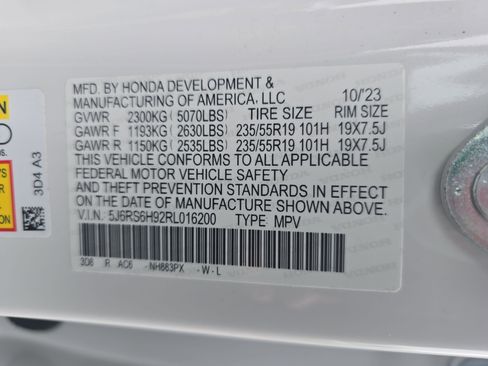 MFD. BY HONDA DEVELOPMENT &
MANUFACTURING OF AMERICA, LLC 10/'23
GVWR 2300KG (5070LBS) TIRE SIZE RIM SIZE
GAWR F 1193KG (2630LBS) 235/55R19 101H 19X7.5J
GAWR R 1150KG (2535LBS) 235/55R19 101H 19X7.5J
THIS VEHICLE CONFORMS TO ALL APPLICABLE
FEDERAL MOTOR VEHICLE SAFETY
AND THEFT PREVENTION STANDARDS IN EFFECT
ON THE DATE OF MANUFACTURE SHOWN ABOVE.
V.I.N. 5J6RS6H92RL016200 TYPE MPV
3D6 R AC6 NH883PX -W-L
3D4 A3